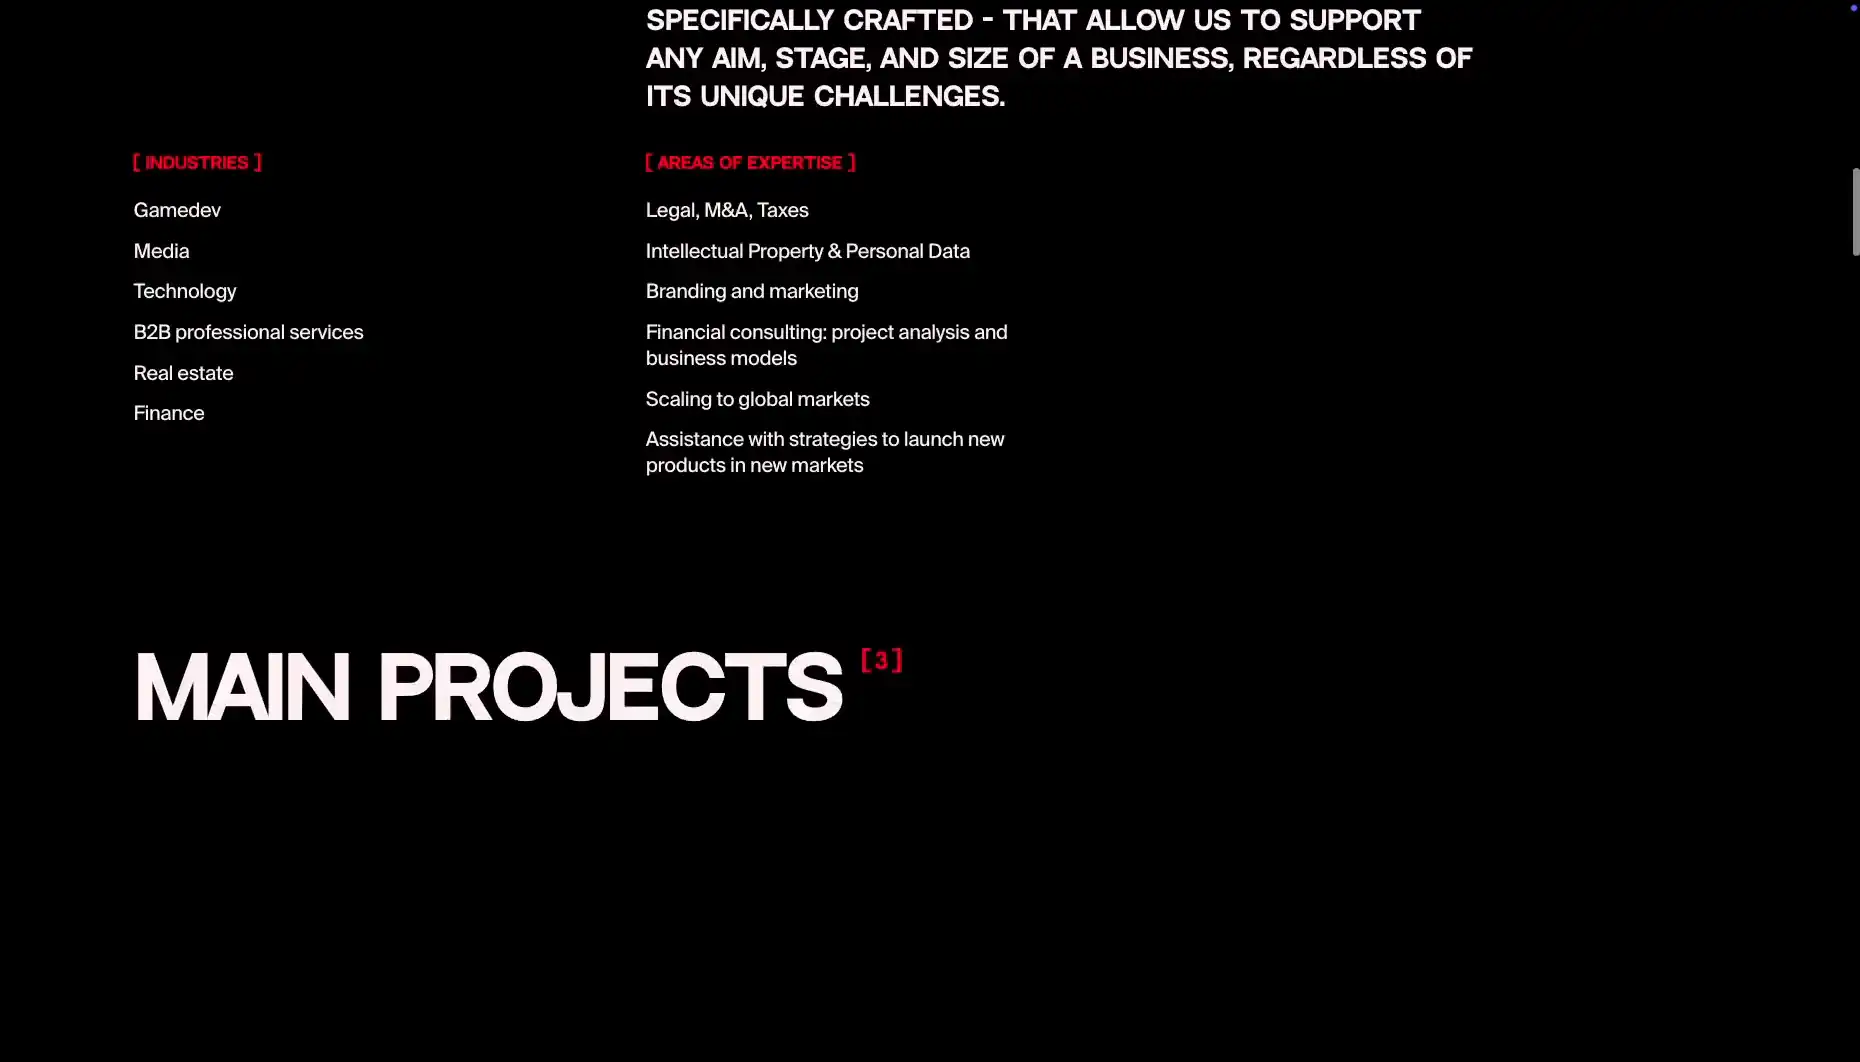 SPECIFICALLY CRAFTED - THAT ALLOW US TO SUPPORT
ANY AIM, STAGE, AND SIZE OF A BUSINESS, REGARDLESS OF
ITS UNIQUE CHALLENGES.
[ INDUSTRIES ]
Gamedev
Media
Technology
B2B professional services
Real estate
Finance
[ AREAS OF EXPERTISE ]
Legal, M&A, Taxes
Intellectual Property & Personal Data
Branding and marketing
Financial consulting: project analysis and
business models
Scaling to global markets
Assistance with strategies to launch new
products in new markets
MAIN PROJECTS [3]